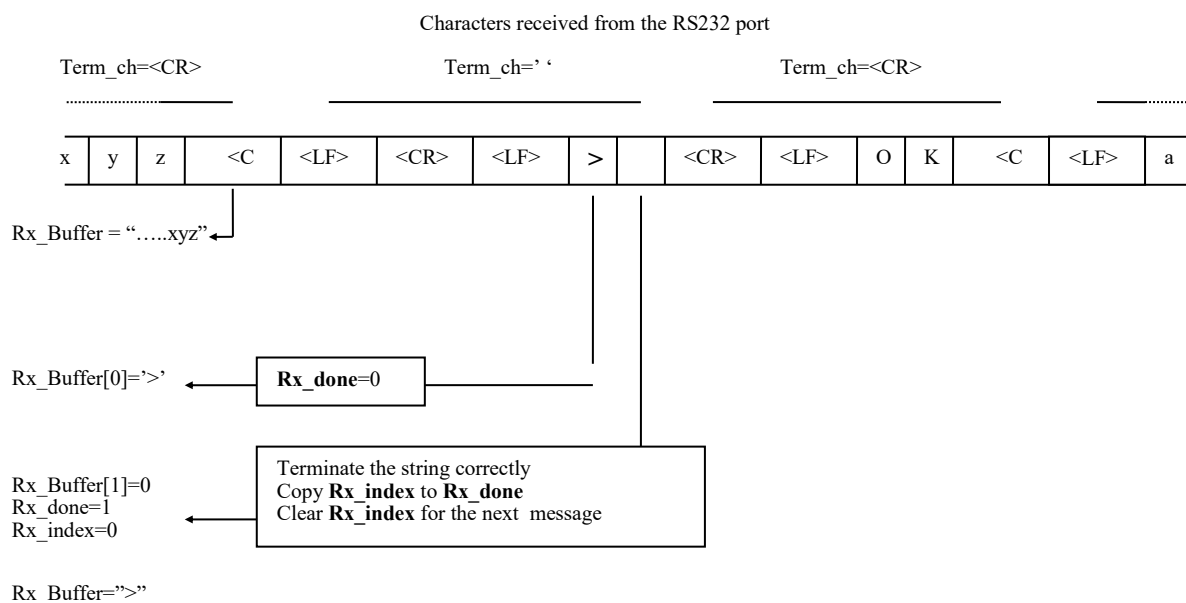 Characters received from the RS232 port
Term_ch=<CR> Term_ch=’ ‘ Term_ch=<CR>
x y z <C <LF> <CR> <LF> > <CR> <LF> O K <C <LF> a
Rx_Buffer = “…..xyz”
Rx_Buffer[0]=’>’ Rx_done=0
Terminate the string correctly
Copy Rx_index to Rx_done
Clear Rx_index for the next message
Rx_Buffer[1]=0
Rx_done=1
Rx_index=0
Rx_Buffer=”>”